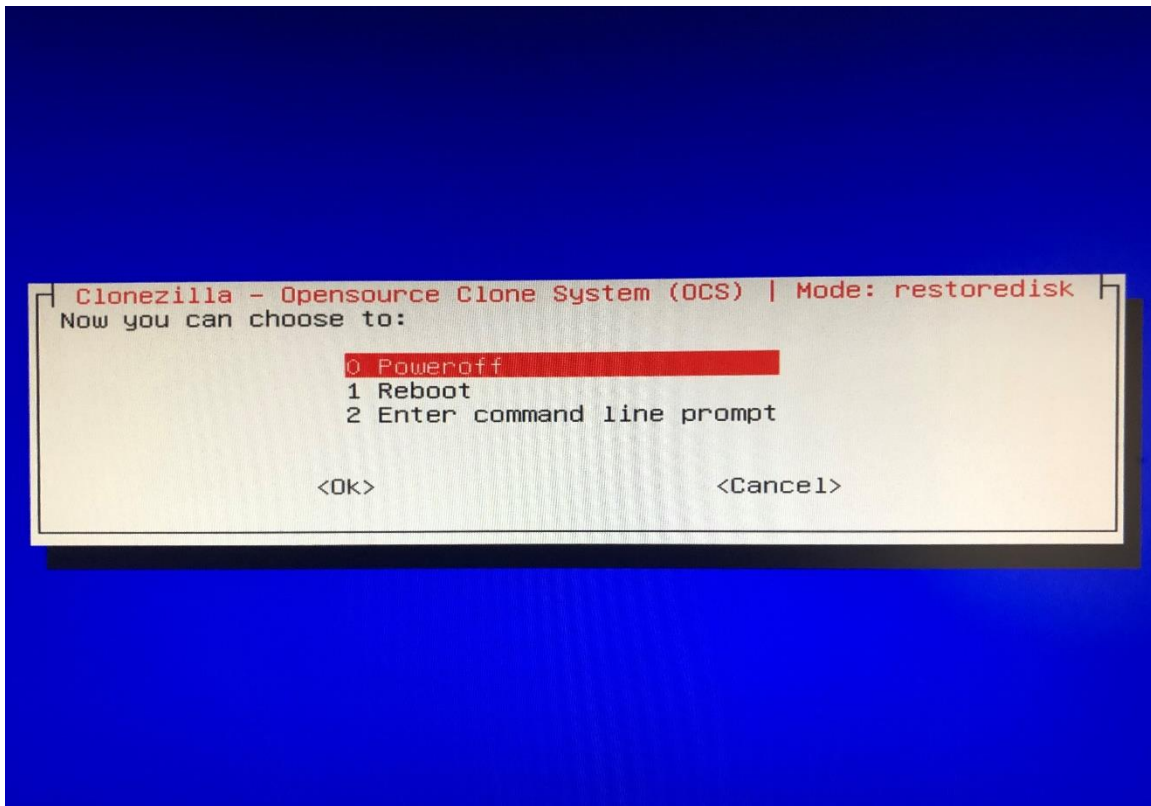 Clonezilla - Opensource Clone System (OCS) | Mode: restoredisk
Now you can choose to:
0 Poweroff
1 Reboot
2 Enter command line prompt
<Ok> <Cancel>